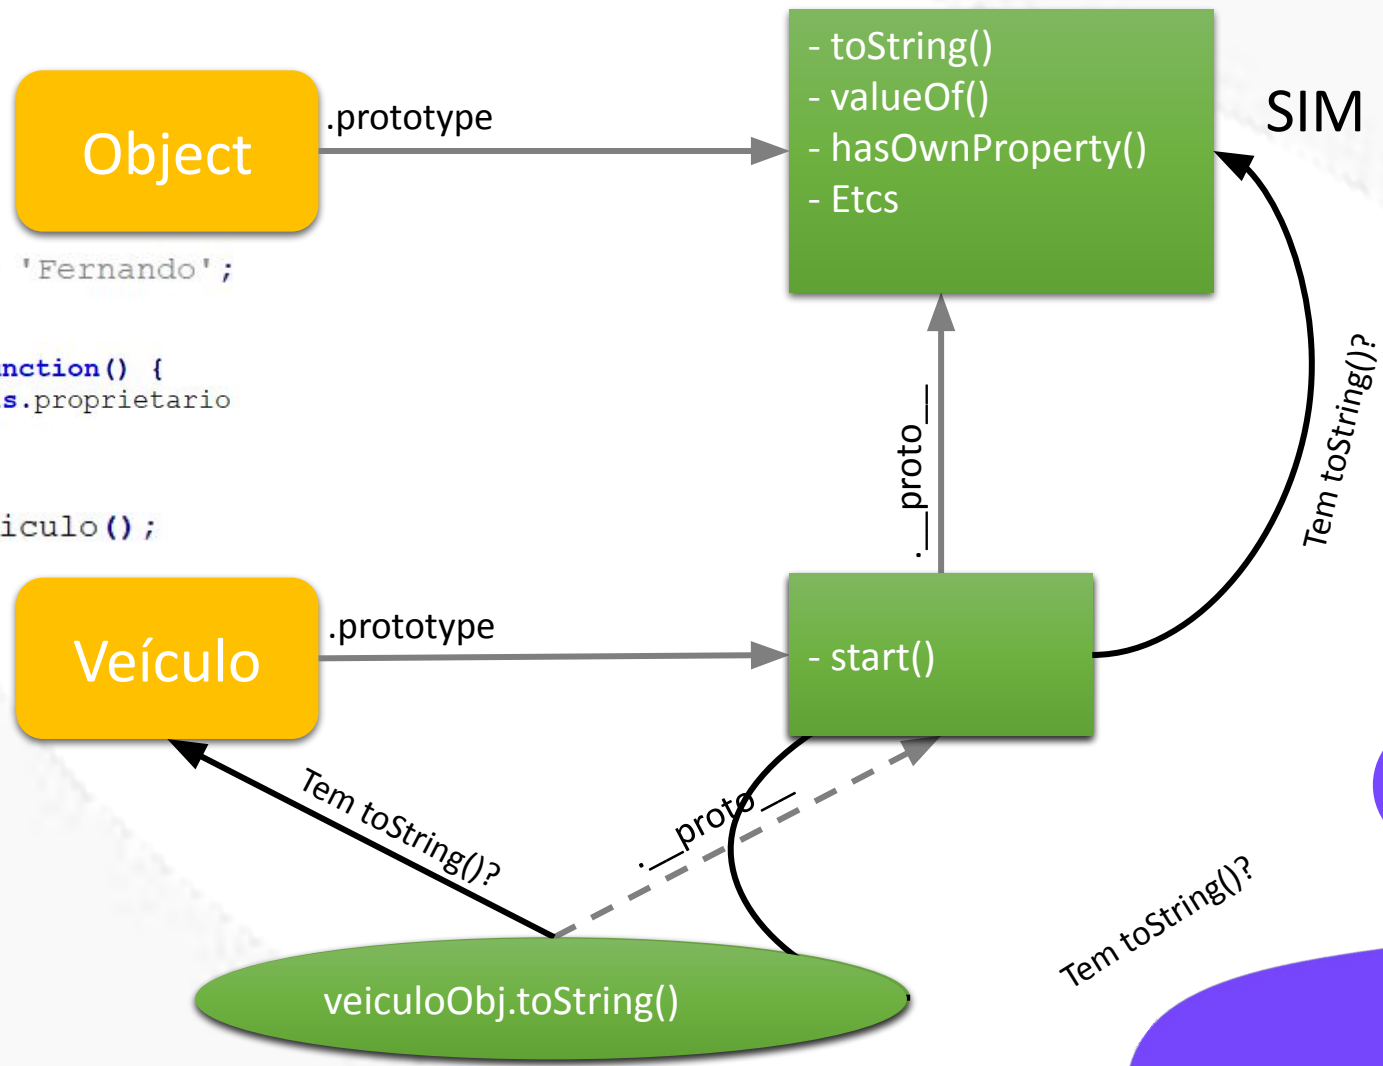 - toString()
- valueOf()
- hasOwnProperty()
- Etcs
SIM
Object
.prototype
'Fernando';
nction() {
s.proprietario
iculo();
.__proto__
Tem toString()?
Veículo
.prototype
- start()
Tem toString()?
.__proto__
Tem toString()?
veiculoObj.toString()